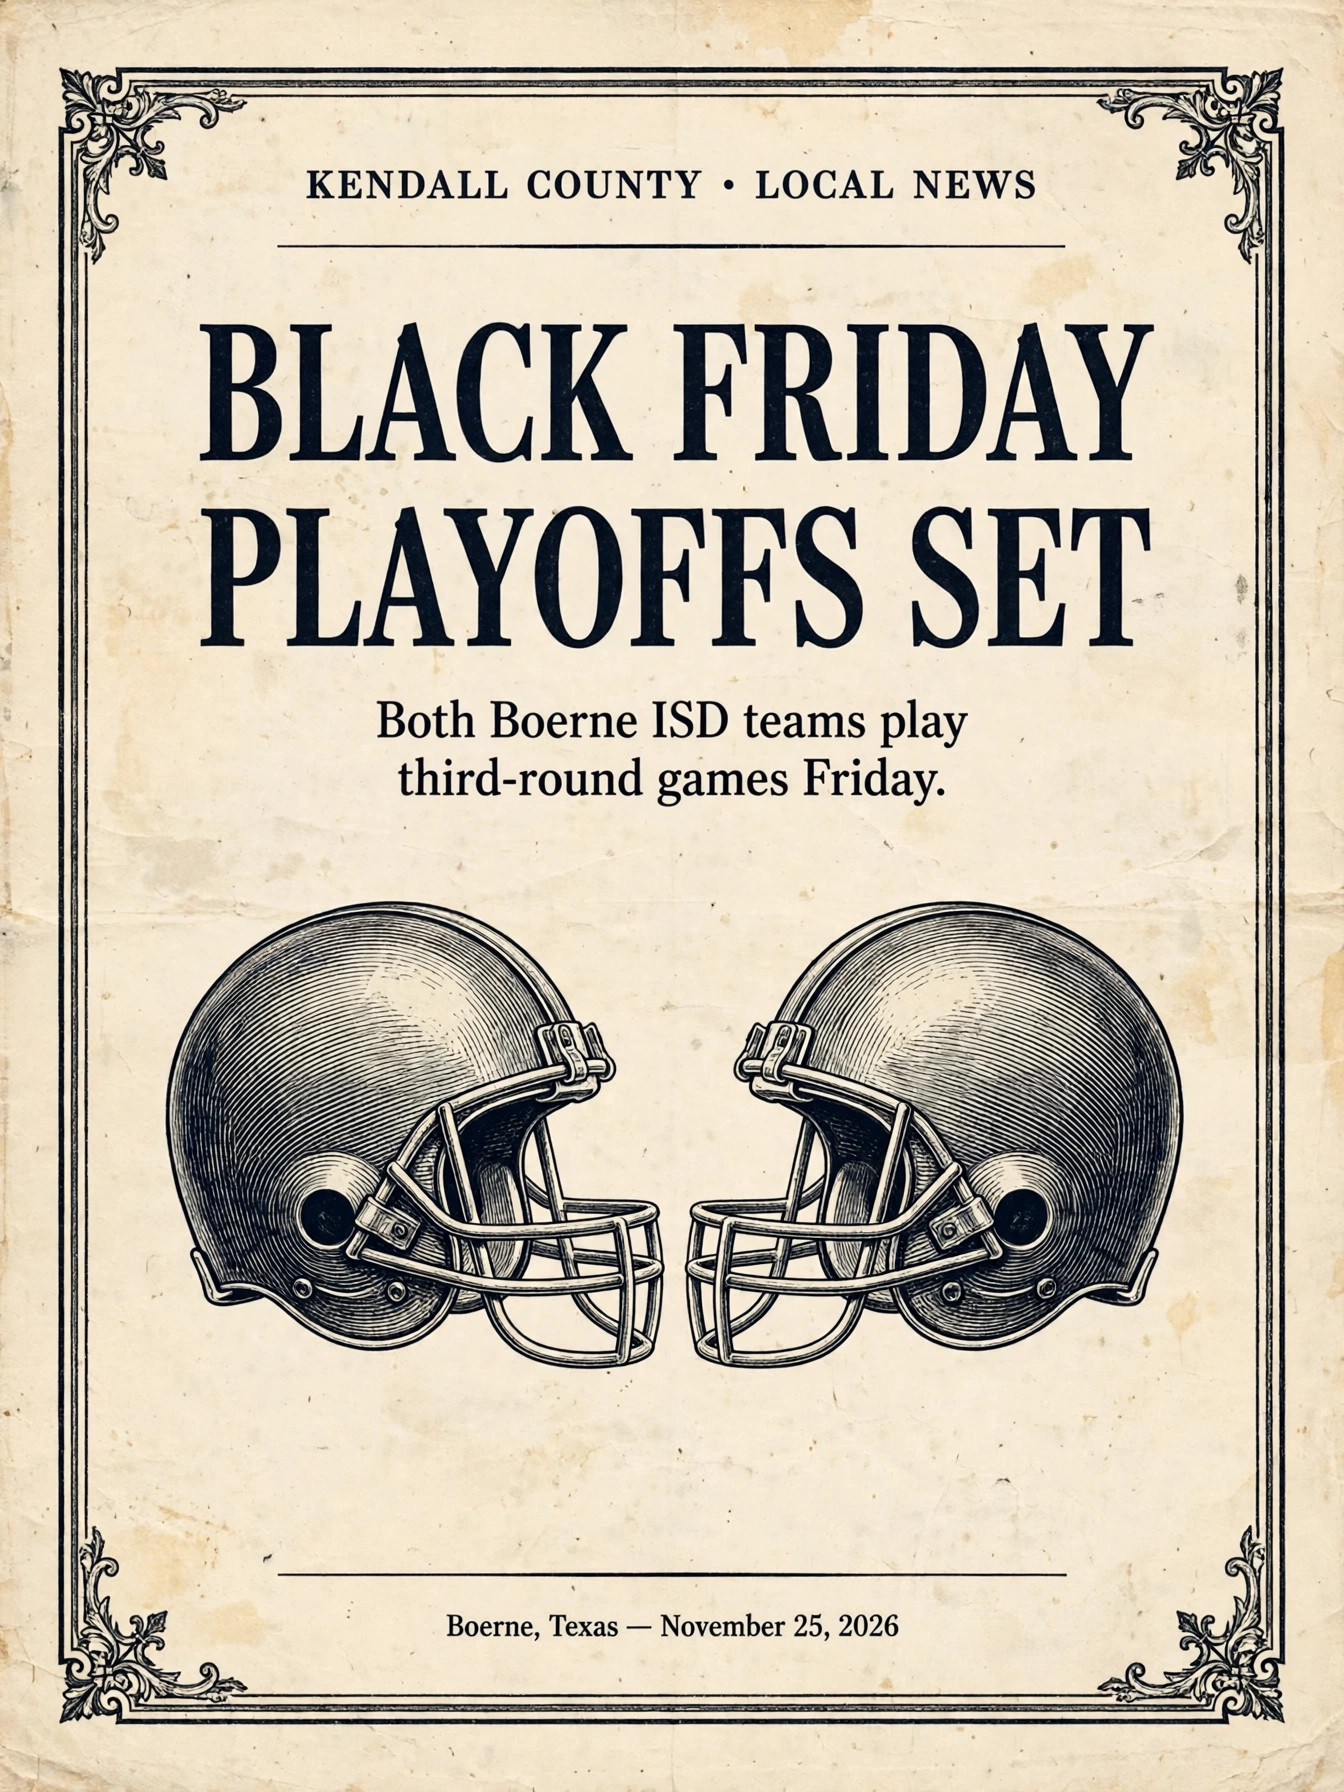 KENDALL COUNTY • LOCAL NEWS
BLACK FRIDAY
PLAYOFFS SET
Both Boerne ISD teams play
third-round games Friday.
Boerne, Texas — November 25, 2026